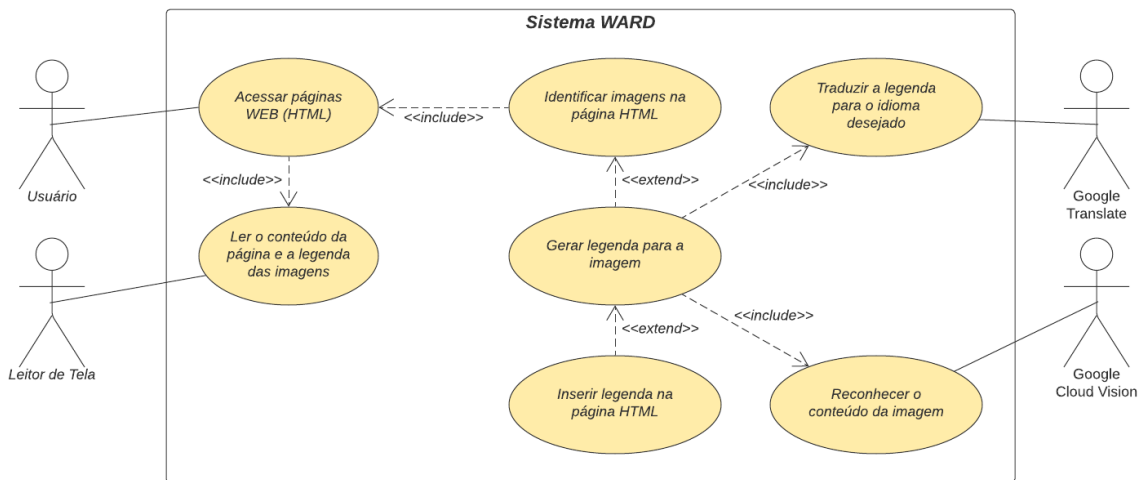 Sistema WARD
Acessar páginas
WEB (HTML)
<<include>>
Identificar imagens na
página HTML
Traduzir a legenda
para o idioma
desejado
Usuário
<<include>>
<<extend>>
<<include>>
Google
Translate
Ler o conteúdo da
página e a legenda
das imagens
Gerar legenda para a
imagem
Leitor de Tela
<<extend>>
<<include>>
Inserir legenda na
página HTML
Reconhecer o
conteúdo da imagem
Google
Cloud Vision